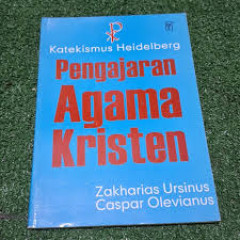 Katekismus Heidelberg
Pengajaran
Agama
Kristen
Zakharias Ursinus
Caspar Olevianus